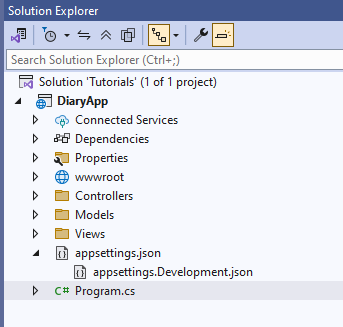 Solution Explorer
Search Solution Explorer (Ctrl+;)
Solution 'Tutorials' (1 of 1 project)
DiaryApp
Connected Services
Dependencies
Properties
wwwroot
Controllers
Models
Views
appsettings.json
appsettings.Development.json
C# Program.cs